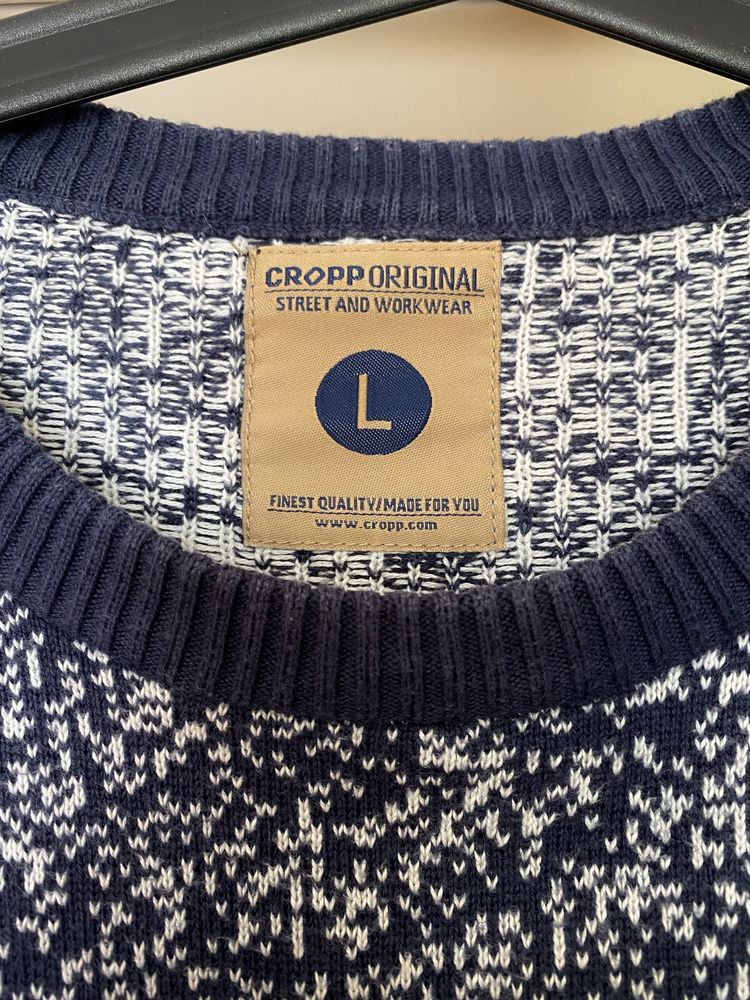 CROPP ORIGINAL
STREET AND WORKWEAR
L
FINEST QUALITY/MADE FOR YOU
www.cropp.com